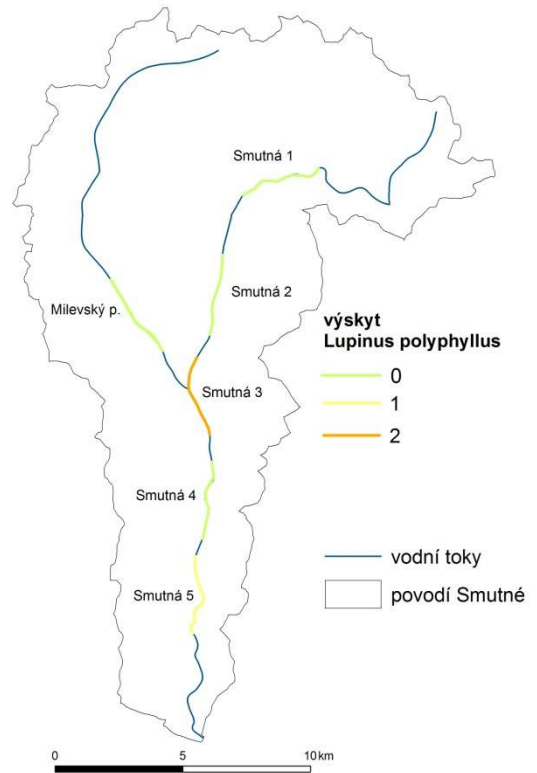 Smutná 1
Smutná 2
Milevský p.
výskyt
Lupinus polyphyllus
0
1
2
Smutná 3
Smutná 4
vodní toky
povodí Smutné
Smutná 5
0 5 10 km